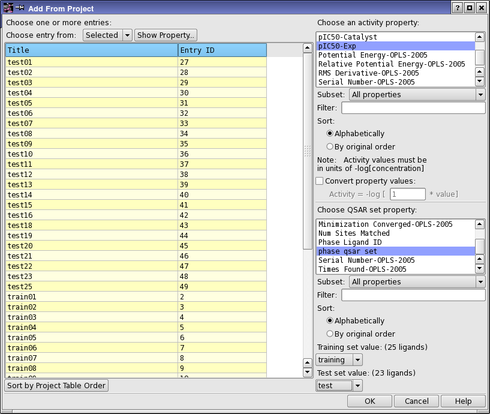 Add From Project
Choose one or more entries:
Choose entry from: Selected Show Property...
Title Entry ID
test01 27
test02 28
test03 29
test04 30
test05 31
test06 32
test07 33
test08 34
test09 35
test10 36
test11 37
test12 38
test13 39
test14 40
test15 41
test16 42
test18 43
test19 44
test20 45
test21 46
test22 47
test23 48
test25 49
train01 2
train02 3
train03 4
train04 5
train05 6
train06 7
train07 8
train08 9
Sort by Project Table Order
Choose an activity property:
pIC50-Catalyst
pIC50-Exp
Potential Energy-OPLS-2005
Relative Potential Energy-OPLS-2005
RMS Derivative-OPLS-2005
Serial Number-OPLS-2005
Subset: All properties
Filter:
Sort:
Alphabetically
By original order
Note: Activity values must be
in units of -log[concentration]
Convert property values:
Activity = -log [ 1 * value]
Choose QSAR set property:
Minimization Converged-OPLS-2005
Num Sites Matched
Phase Ligand ID
phase qsar set
Serial Number-OPLS-2005
Times Found-OPLS-2005
Subset: All properties
Filter:
Sort:
Alphabetically
By original order
Training set value: (25 ligands)
training
Test set value: (23 ligands)
test
OK Cancel Help